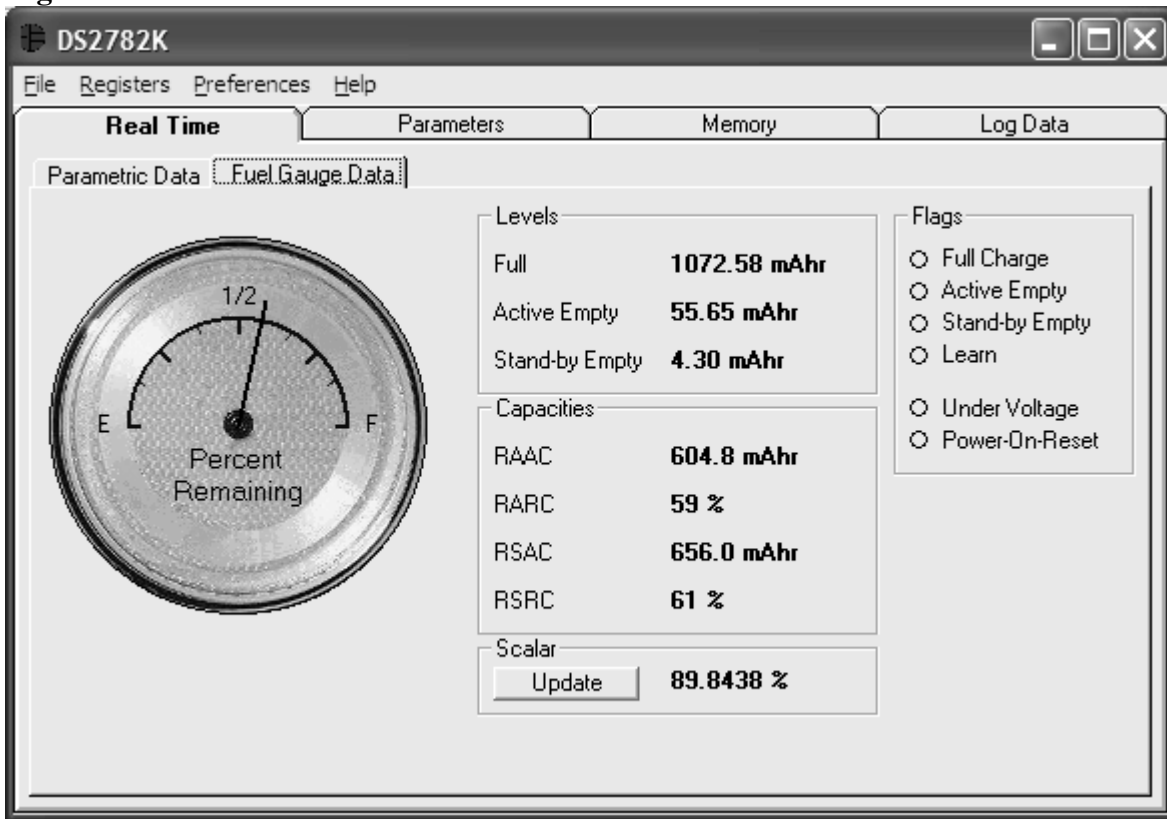 DS2782K
File Registers Preferences Help
Real Time Parameters Memory Log Data
Parametric Data Fuel Gauge Data
1/2
E F
Percent
Remaining
Levels
Full 1072.58 mAhr
Active Empty 55.65 mAhr
Stand-by Empty 4.30 mAhr
Capacities
RAAC 604.8 mAhr
RARC 59 %
RSAC 656.0 mAhr
RSRC 61 %
Scalar
Update 89.8438 %
Flags
Full Charge
Active Empty
Stand-by Empty
Learn
Under Voltage
Power-On-Reset